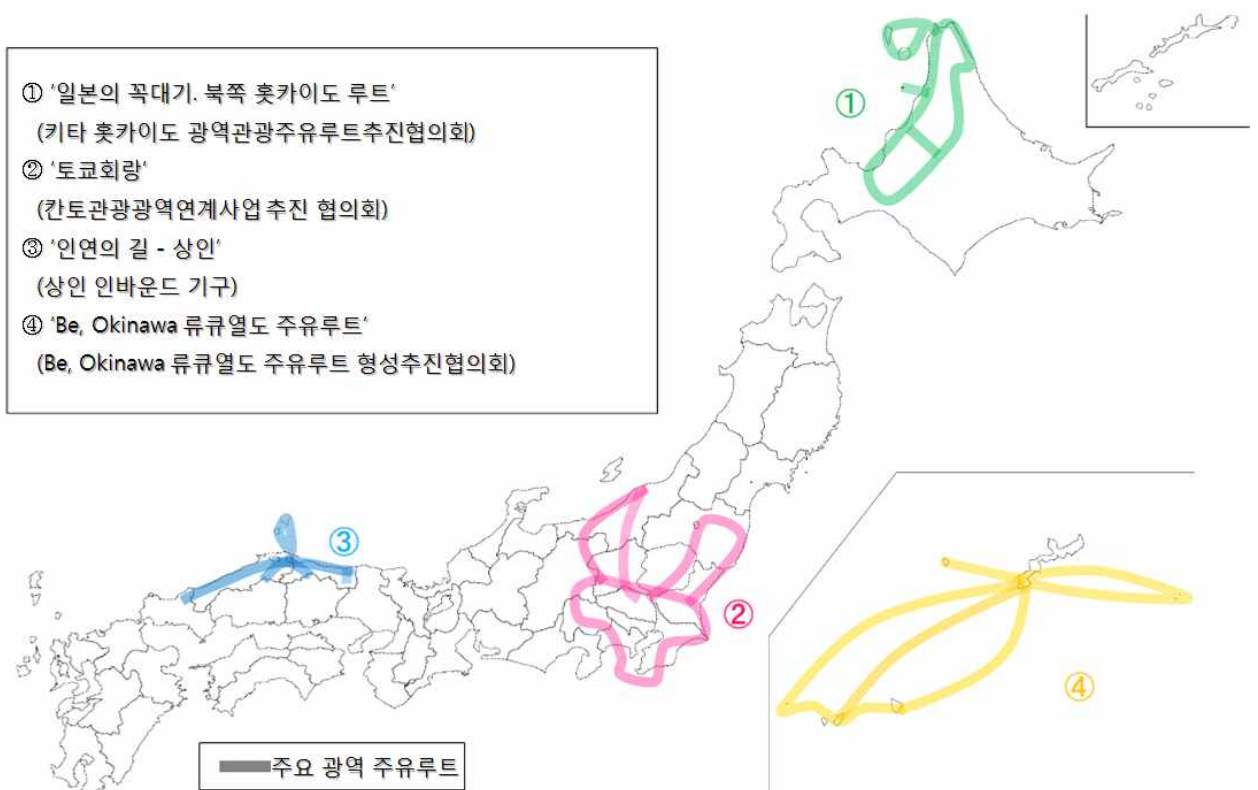 ① '일본의 꼭대기. 북쪽 홋카이도 루트'
(키타 홋카이도 광역관광주유루트추진협의회)
② '토쿄회랑'
(칸토관광광역연계사업 추진 협의회)
③ '인연의 길 - 상인'
(상인 인바운드 기구)
④ 'Be, Okinawa 류큐열도 주유루트'
(Be, Okinawa 류큐열도 주유루트 형성추진협의회)
①
③
②
④
주요 광역 주유루트